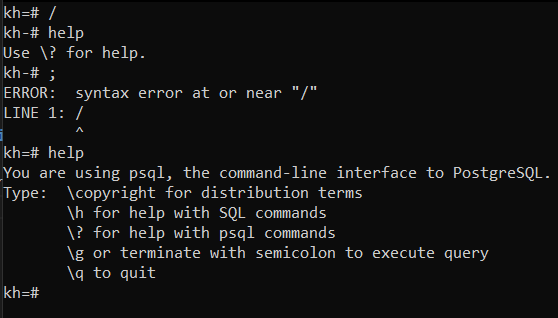 kh=# /
kh-# help
Use \? for help.
kh-# ;
ERROR:  syntax error at or near "/"
LINE 1: /
        ^
kh=# help
You are using psql, the command-line interface to PostgreSQL.
Type:  \copyright for distribution terms
       \h for help with SQL commands
       \? for help with psql commands
       \g or terminate with semicolon to execute query
       \q to quit
kh=#